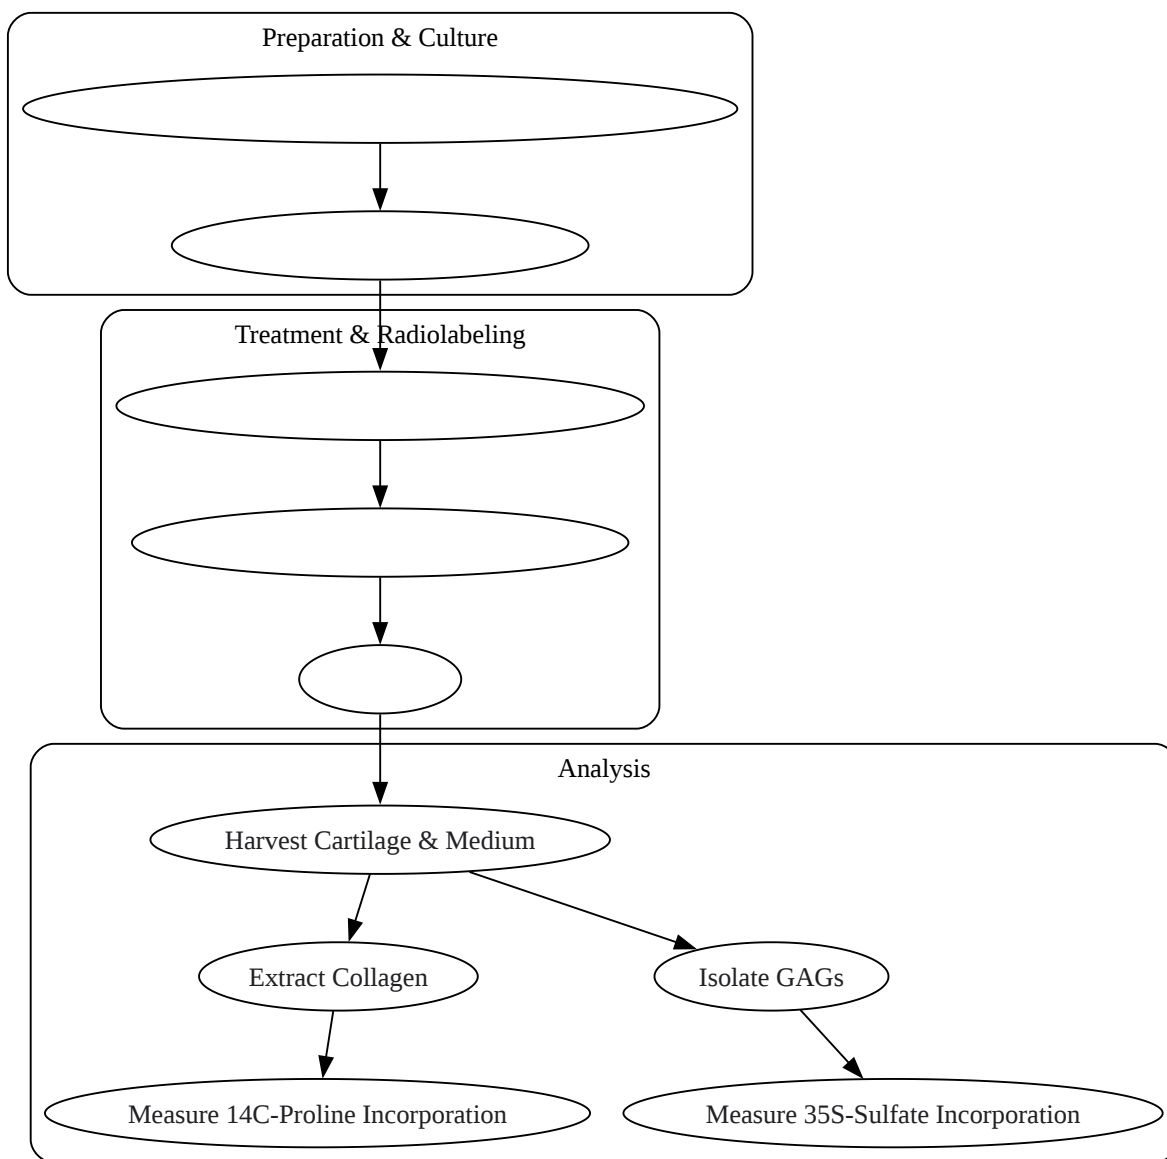 Preparation & Culture
Treatment & Radiolabeling
Analysis
Harvest Cartilage & Medium
Extract Collagen
Isolate GAGs
Measure 14C-Proline Incorporation
Measure 35S-Sulfate Incorporation